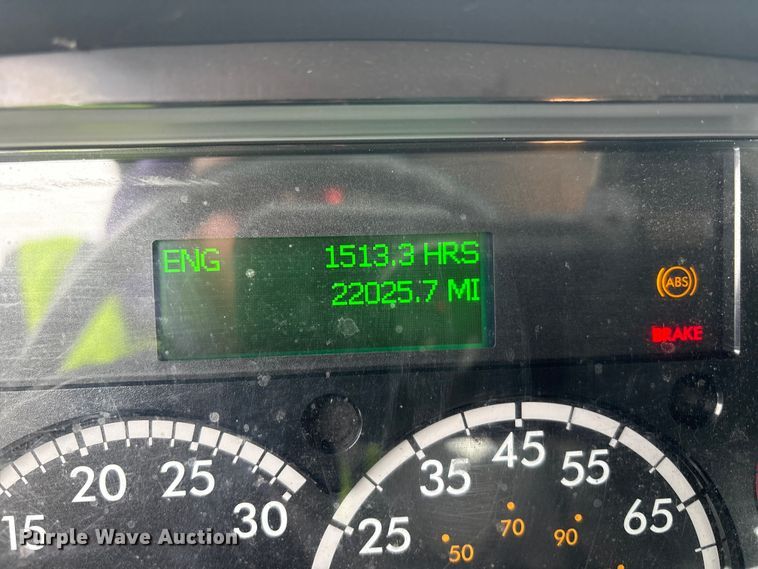 ENG 1513.3 HRS
22025.7 MI
ABS
BRAKE
15 20 25 30
25 35 45 55 65
50 70 90
Purple Wave Auction